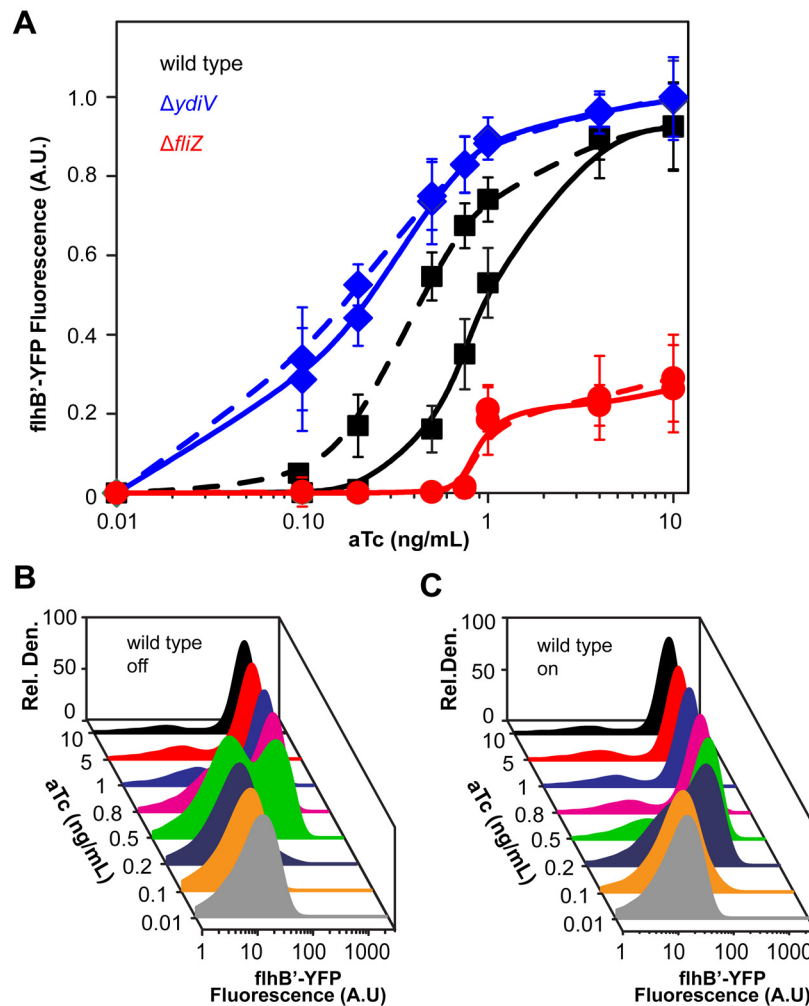 A
wild type
ΔydiV
ΔfliZ
flhB'-YFP Fluorescence (A.U.)
1.0
0.8
0.6
0.4
0.2
0
0.01
0.10
1
10
aTc (ng/mL)
B
Rel. Den.
100
50
0
wild type
off
10
5
1
0.8
0.5
0.2
0.1
0.01
aTc (ng/mL)
1
10
100
1000
flhB'-YFP
Fluorescence (A.U)
C
Rel.Den.
100
50
0
wild type
on
10
5
1
0.8
0.5
0.2
0.1
0.01
aTc (ng/mL)
1
10
100
1000
flhB'-YFP
Fluorescence (A.U)